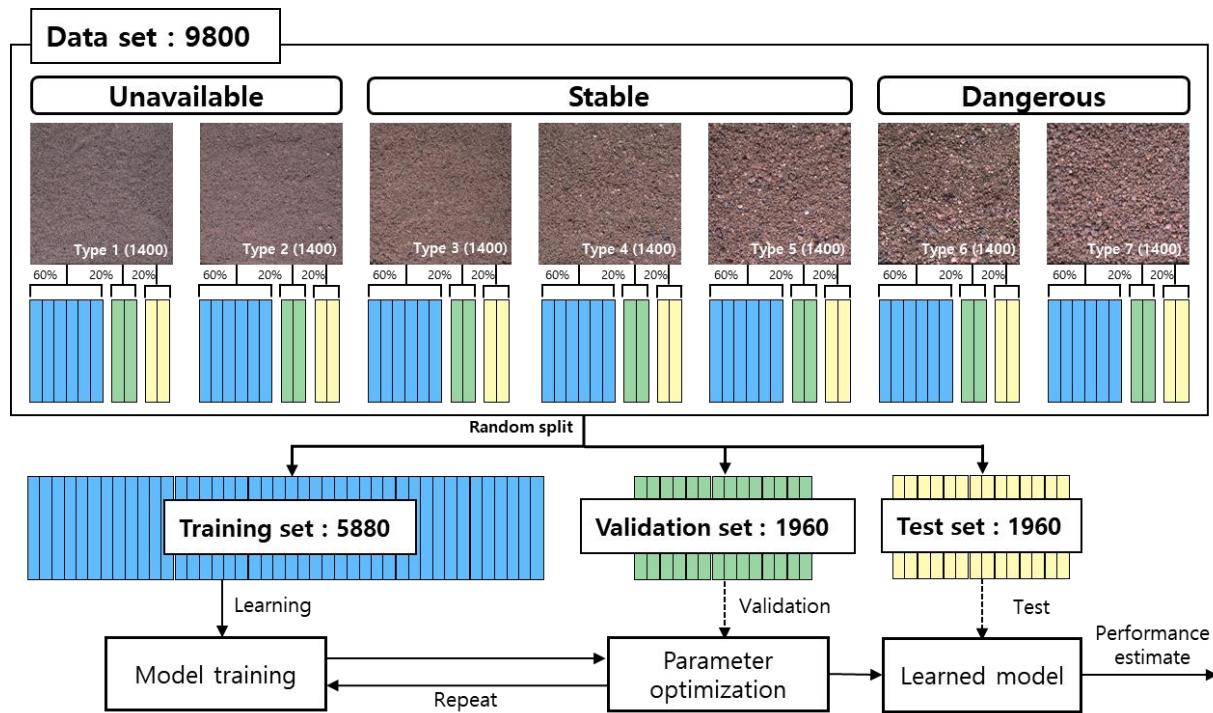 Data set : 9800
Unavailable
Stable
Dangerous
Type 1 (1400)
Type 2 (1400)
Type 3 (1400)
Type 4 (1400)
Type 5 (1400)
Type 6 (1400)
Type 7 (1400)
60% 20% 20%
60% 20% 20%
60% 20% 20%
60% 20% 20%
60% 20% 20%
60% 20% 20%
60% 20% 20%
Random split
Training set : 5880
Validation set : 1960
Test set : 1960
Learning
Validation
Test
Model training
Repeat
Parameter
optimization
Learned model
Performance
estimate